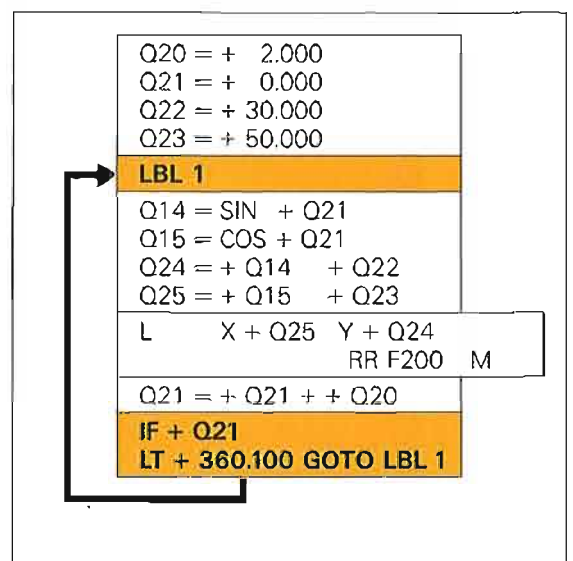 Q20 = + 2.000
Q21 = + 0.000
Q22 = + 30.000
Q23 = + 50.000
LBL 1
Q14 = SIN + Q21
Q15 = COS + Q21
Q24 = + Q14 + Q22
Q25 = + Q15 + Q23
L X + Q25 Y + Q24
RR F200 M
Q21 = + Q21 + + Q20
IF + Q21
LT + 360.100 GOTO LBL 1